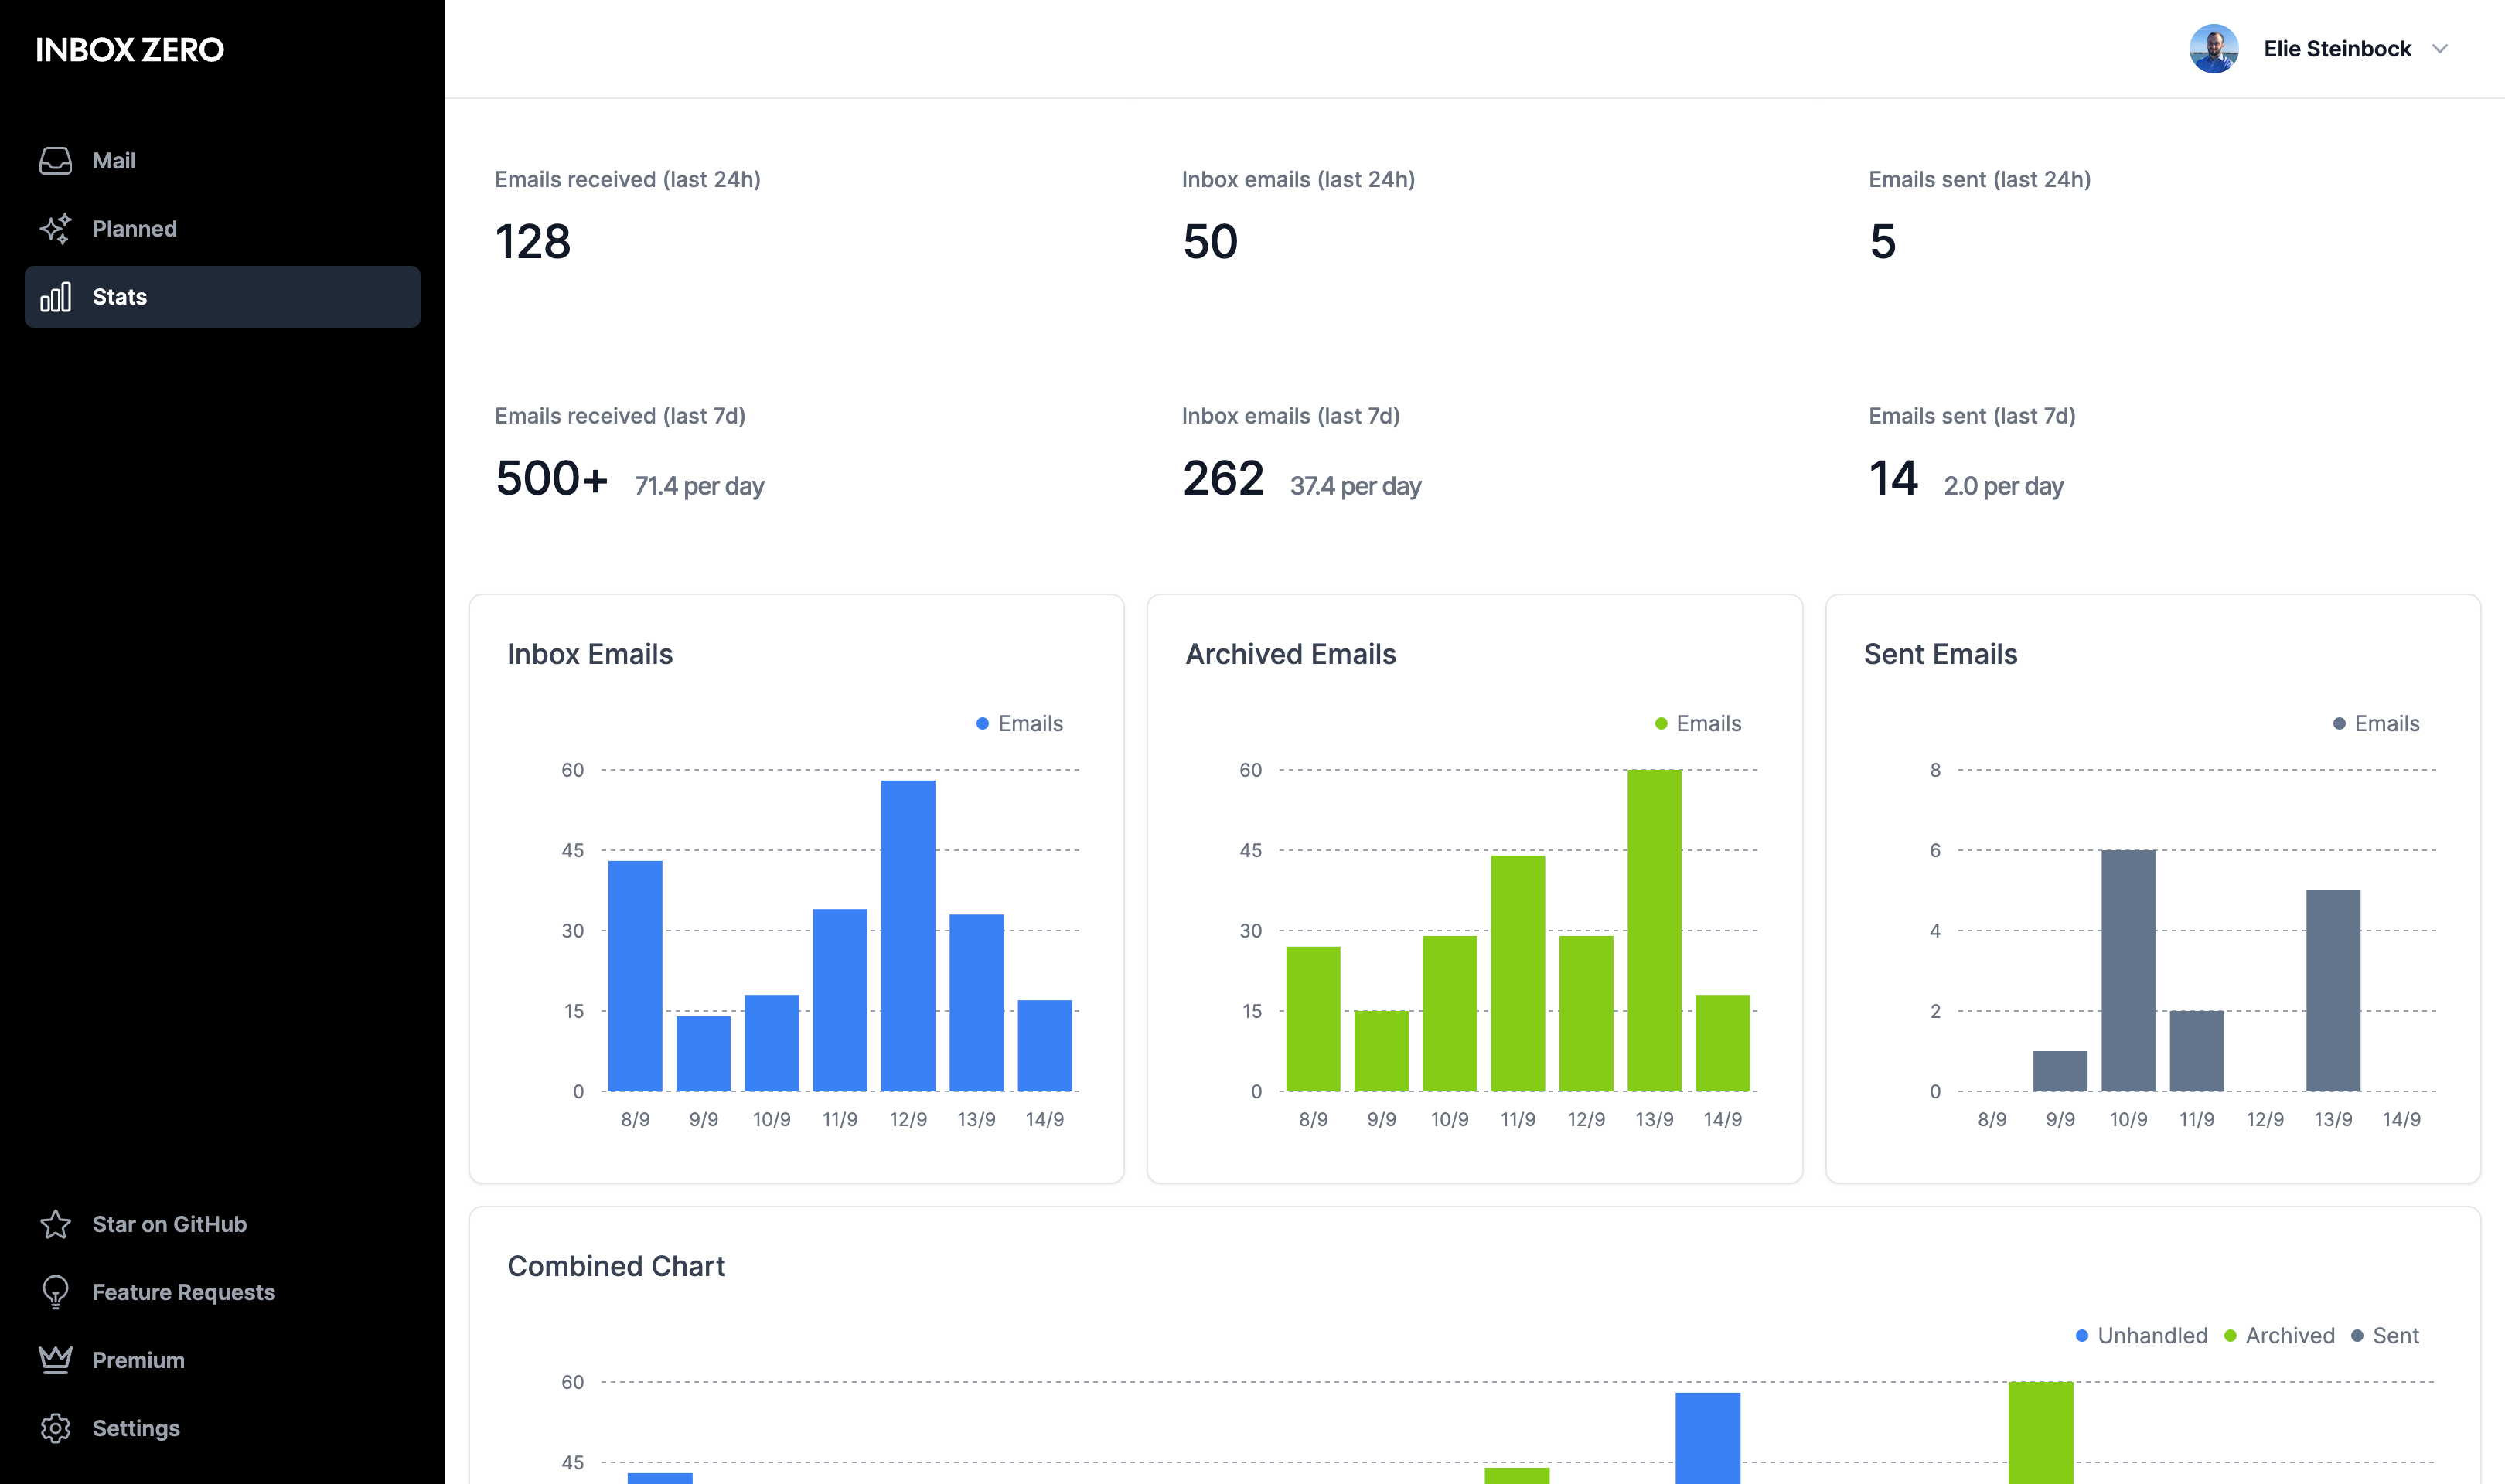 INBOX ZERO
Elie Steinbock
Mail
Planned
Stats
Star on GitHub
Feature Requests
Premium
Settings
Emails received (last 24h)
128
Inbox emails (last 24h)
50
Emails sent (last 24h)
5
Emails received (last 7d)
500+ 71.4 per day
Inbox emails (last 7d)
262 37.4 per day
Emails sent (last 7d)
14 2.0 per day
Inbox Emails
Emails
60
45
30
15
0
8/9 9/9 10/9 11/9 12/9 13/9 14/9
Archived Emails
Emails
60
45
30
15
0
8/9 9/9 10/9 11/9 12/9 13/9 14/9
Sent Emails
Emails
8
6
4
2
0
8/9 9/9 10/9 11/9 12/9 13/9 14/9
Combined Chart
Unhandled Archived Sent
60
45